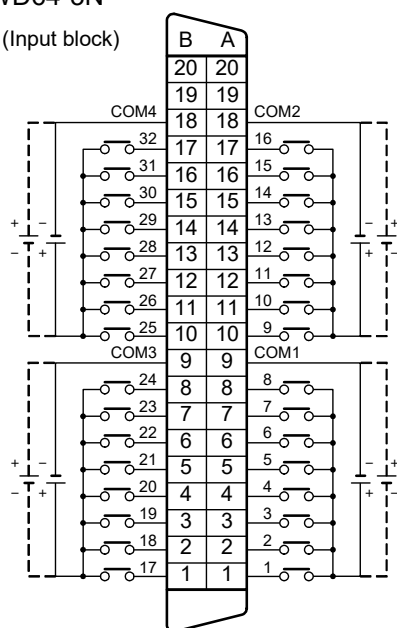 (Input block)
B A
20 20
19 19
COM4 18 18 COM2
32 17 17 16
31 16 16 15
30 15 15 14
+ − 29 14 14 13 − +
− + 28 13 13 12 + −
27 12 12 11
26 11 11 10
25 10 10 9
COM3 9 9 COM1
24 8 8 8
23 7 7 7
22 6 6 6
+ − 21 5 5 5 − +
− + 20 4 4 4 + −
19 3 3 3
18 2 2 2
17 1 1 1